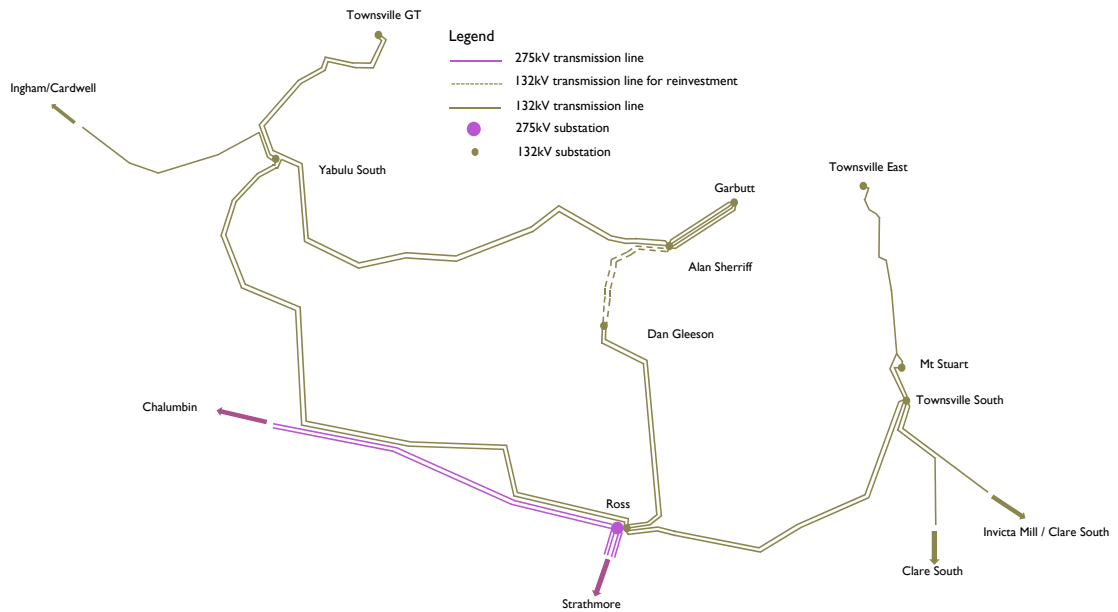 Townsville GT
Legend
275kV transmission line
132kV transmission line for reinvestment
132kV transmission line
275kV substation
132kV substation
Ingham/Cardwell
Yabulu South
Townsville East
Garbutt
Alan Sherriff
Dan Gleeson
Mt Stuart
Townsville South
Chalumbin
Ross
Invicta Mill / Clare South
Clare South
Strathmore